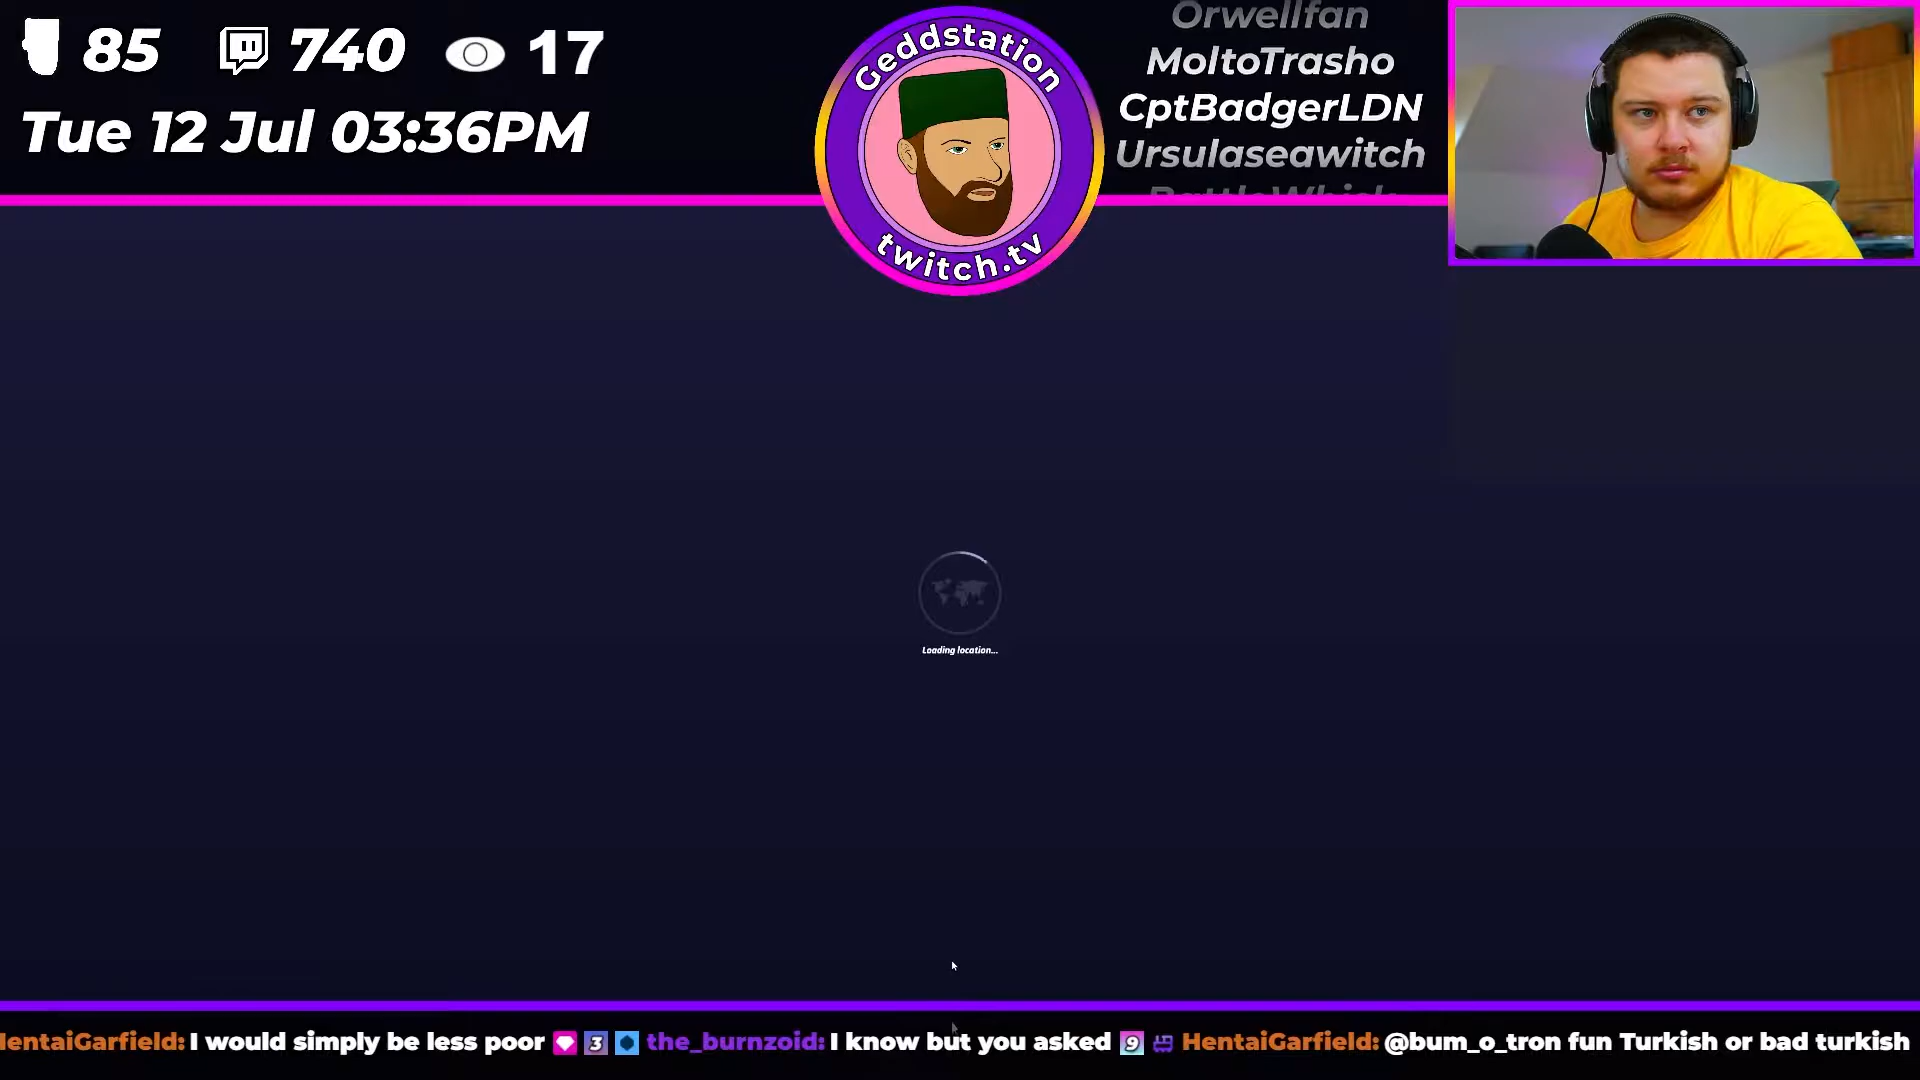 85 740 17
Tue 12 Jul 03:36PM
Geddstation
twitch.tv
Orwellfan
MoltoTrasho
CptBadgerLDN
Ursulaseawitch
Loading location...
HentaiGarfield: I would simply be less poor 3 the_burnzoid: I know but you asked 9 HentaiGarfield: @bum_o_tron fun Turkish or bad turkish